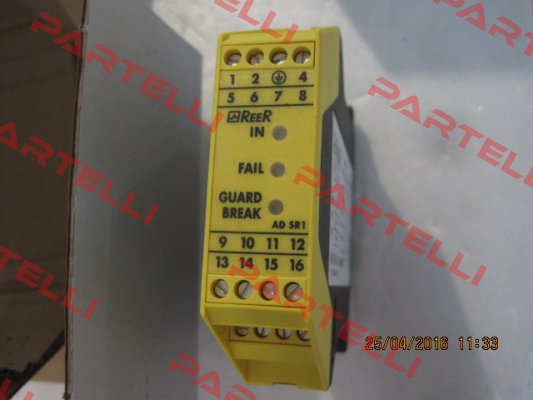 1 2 4
5 6 7 8
REER
IN
FAIL
GUARD
BREAK
AD SR1
9 10 11 12
13 14 15 16
25/04/2016 11:33
PARTELLI
PARTELLI
PARTELLI
PARTELLI
PARTELLI
PARTELLI